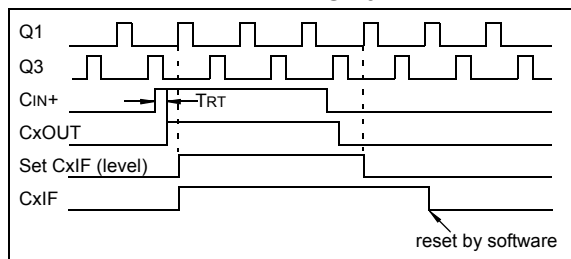 Q1
Q3
CIN+
TRT
CxOUT
Set CxIF (level)
CxIF
reset by software